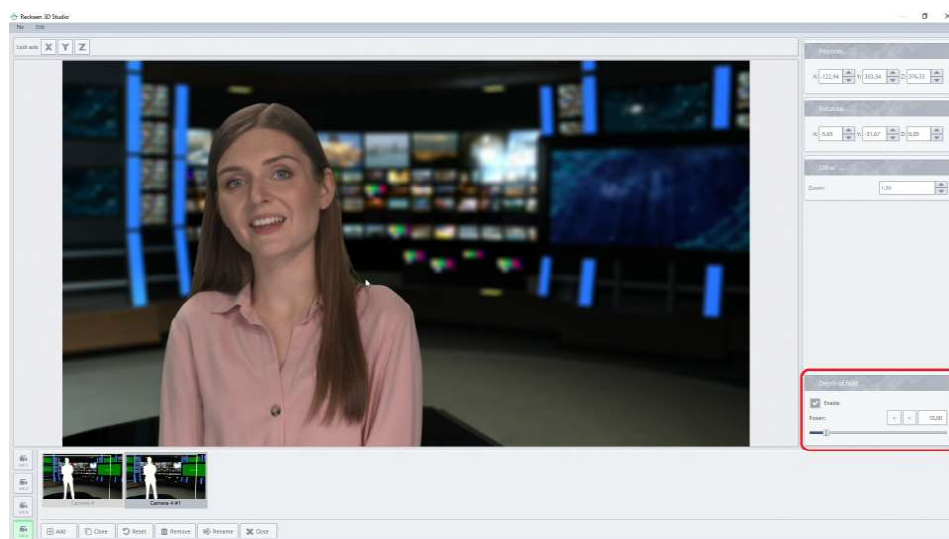 Reckeen 3D Studio
File Edit
Lock axis X Y Z
Position
X: -122,94 Y: 333,34 Z: 376,33
Rotation
X: -5,65 Y: -31,67 Z: 0,00
Other
Zoom: 1,00
Depth of field
Enable
Power: < < 10,00
Camera 4
Camera 4 #1
Add Clone Reset Remove Rename Close